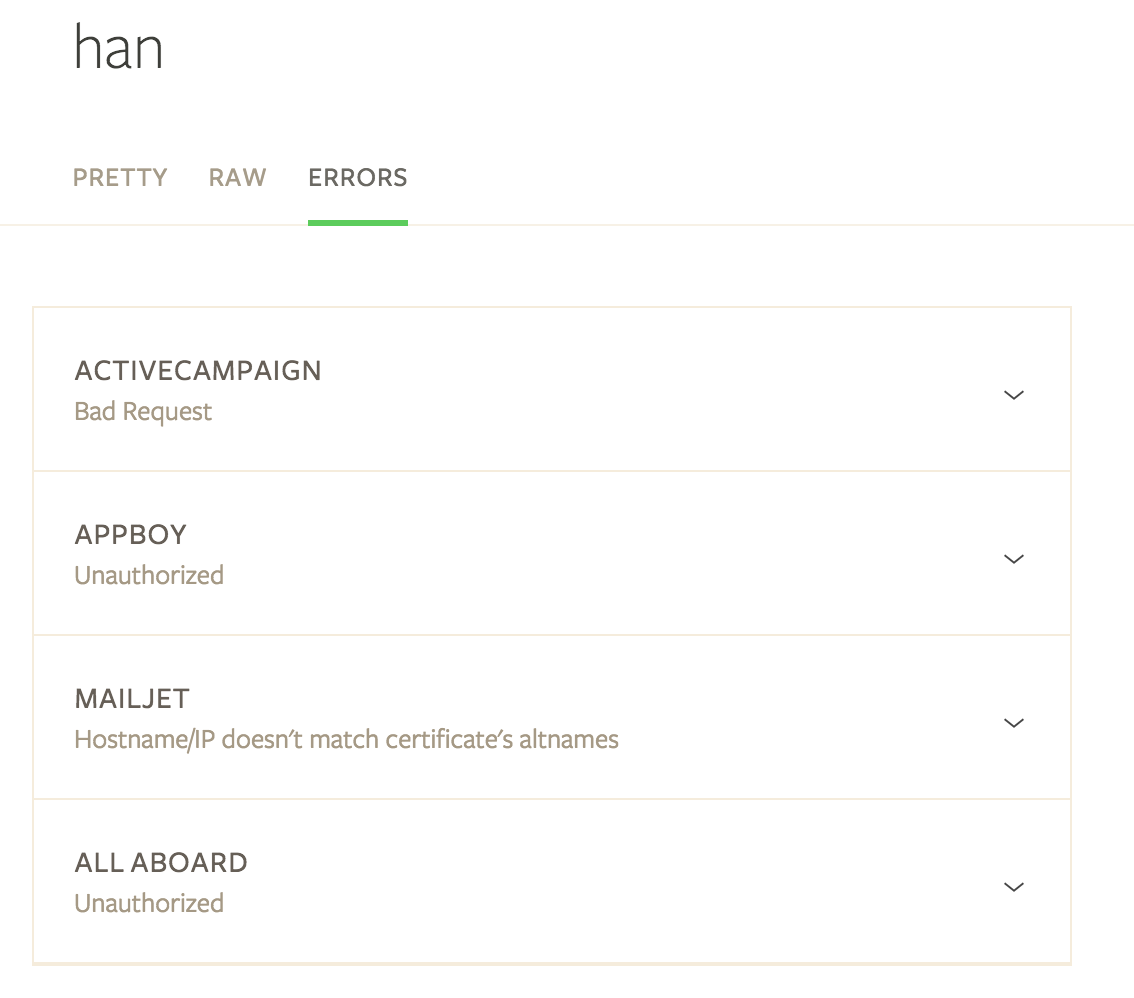 han
PRETTY RAW ERRORS
ACTIVECAMPAIGN
Bad Request
APPBOY
Unauthorized
MAILJET
Hostname/IP doesn't match certificate's altnames
ALL ABOARD
Unauthorized